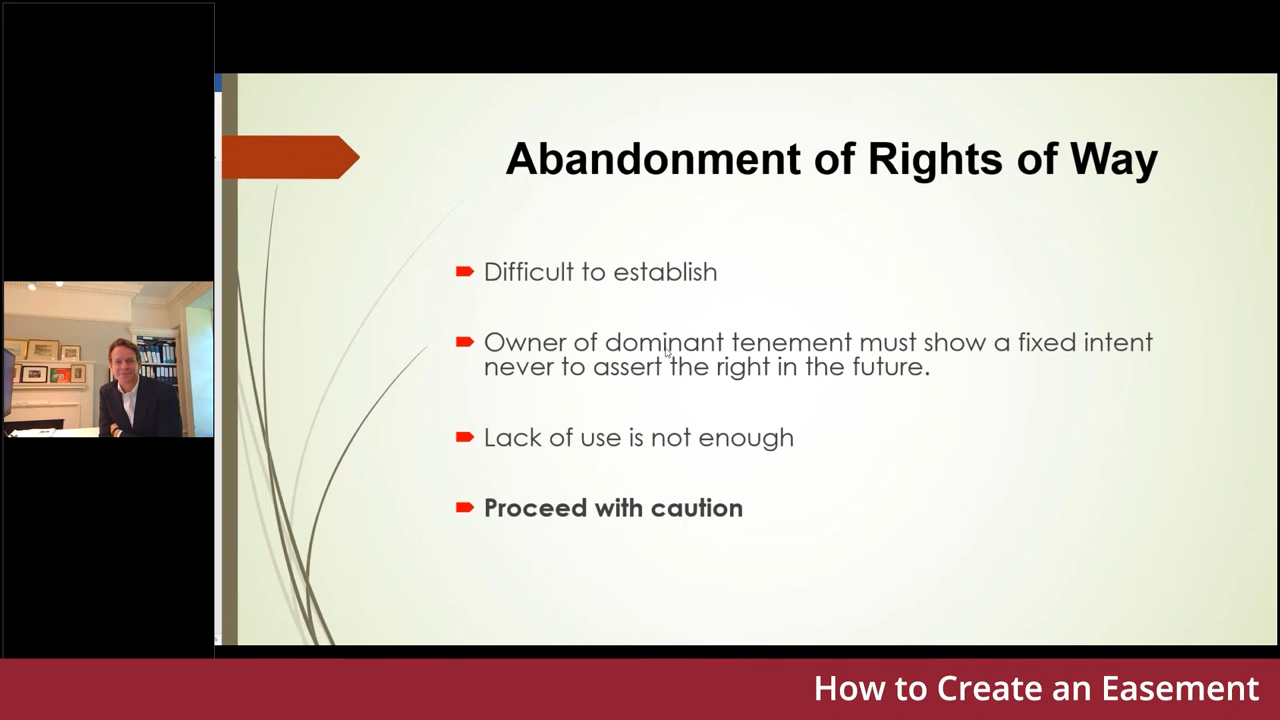 Abandonment of Rights of Way
Difficult to establish
Owner of dominant tenement must show a fixed intent
never to assert the right in the future.
Lack of use is not enough
Proceed with caution
How to Create an Easement